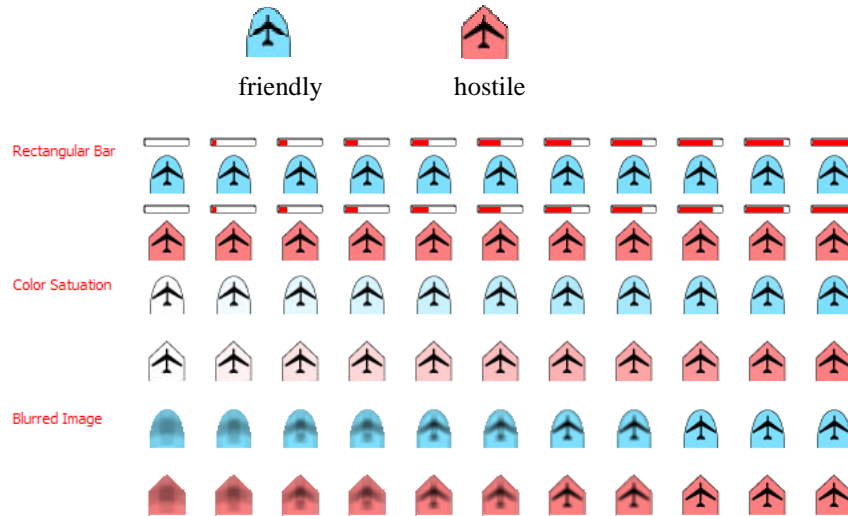 friendly hostile
Rectangular Bar
Color Satuation
Blurred Image